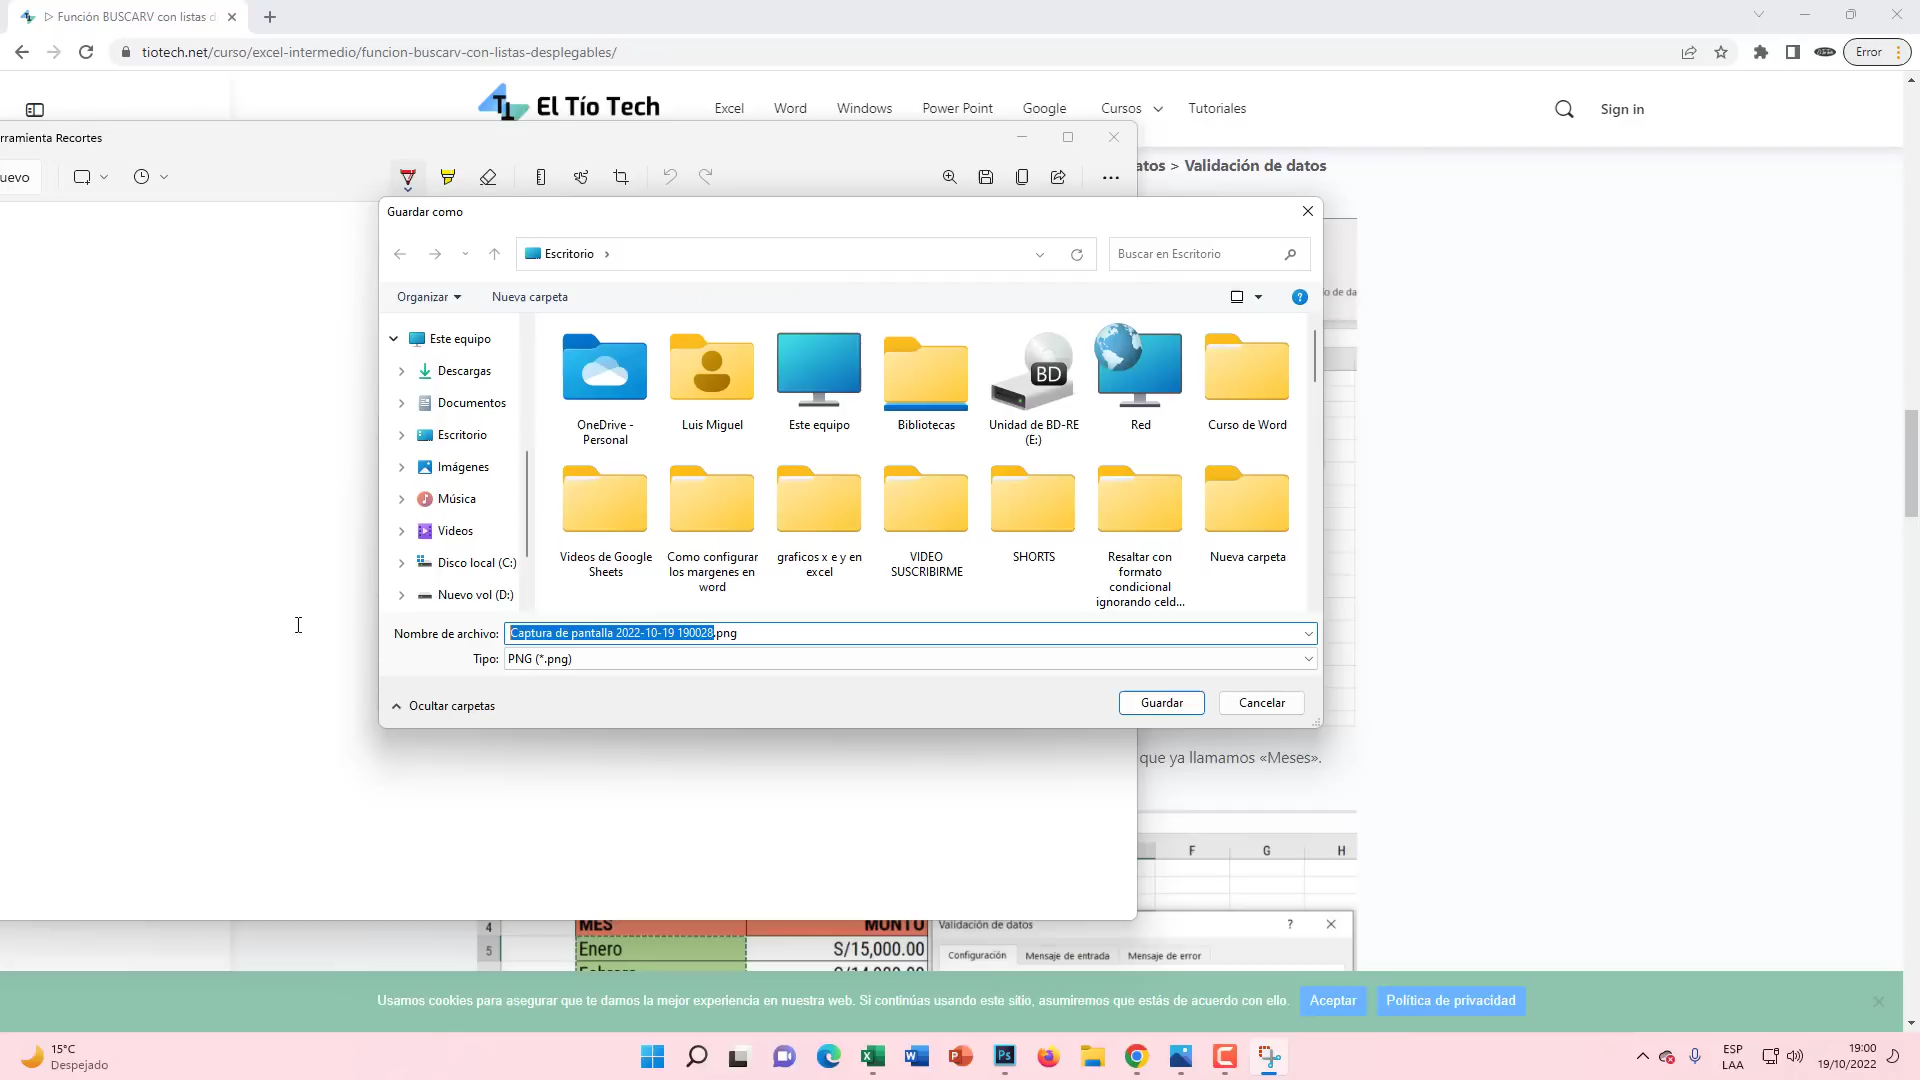 ▷ Función BUSCARV con listas d
tiotech.net/curso/excel-intermedio/funcion-buscarv-con-listas-desplegables/
Error
El Tío Tech
Excel
Word
Windows
Power Point
Google
Cursos
Tutoriales
Sign in
rramienta Recortes
uevo
atos > Validación de datos
Guardar como
Escritorio
Buscar en Escritorio
Organizar
Nueva carpeta
Este equipo
Descargas
Documentos
Escritorio
Imágenes
Música
Videos
Disco local (C:)
Nuevo vol (D:)
OneDrive -
Personal
Luis Miguel
Este equipo
Bibliotecas
BD
Unidad de BD-RE
(E:)
Red
Curso de Word
Videos de Google
Sheets
Como configurar
los margenes en
word
graficos x e y en
excel
VIDEO
SUSCRIBIRME
SHORTS
Resaltar con
formato
condicional
ignorando celd...
Nueva carpeta
io de da
Nombre de archivo: Captura de pantalla 2022-10-19 190028.png
Tipo: PNG (*.png)
Ocultar carpetas
Guardar
Cancelar
que ya llamamos «Meses».
F G H
4 MES MONTO
5 Enero S/15,000.00
Validación de datos ?
Configuración Mensaje de entrada Mensaje de error
Usamos cookies para asegurar que te damos la mejor experiencia en nuestra web. Si continúas usando este sitio, asumiremos que estás de acuerdo con ello.
Aceptar
Política de privacidad
15°C
Despejado
ESP
LAA
19:00
19/10/2022